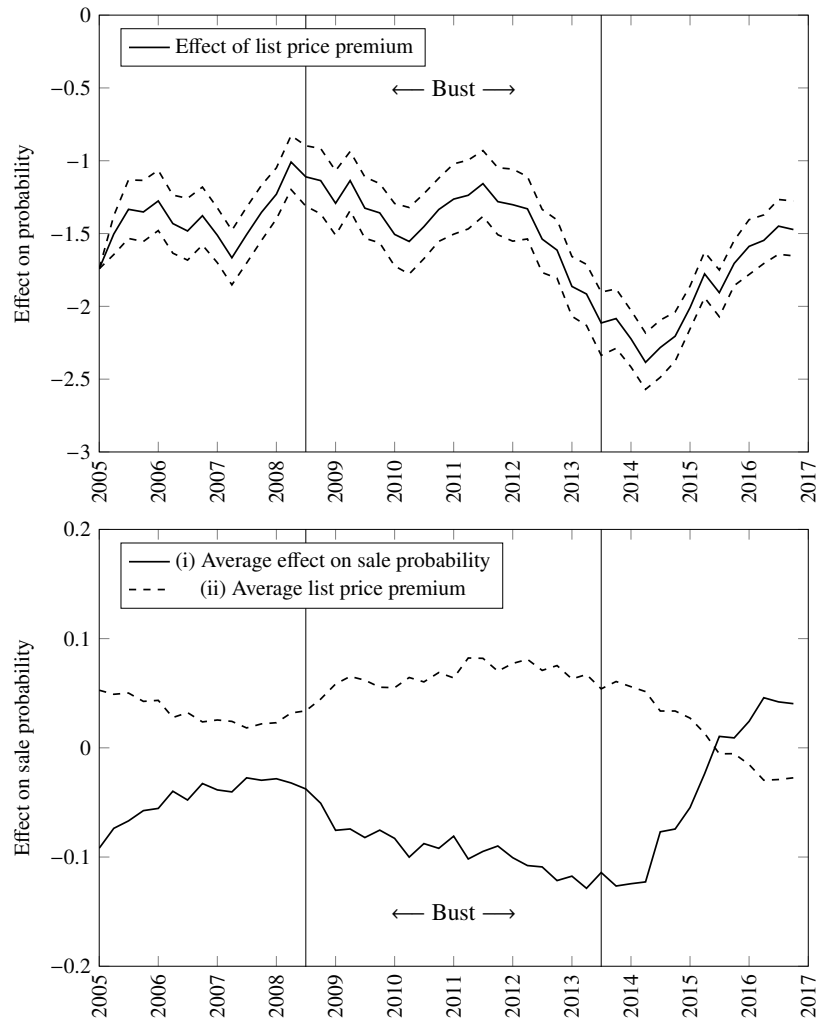 0
Effect of list price premium
−0.5
← Bust →
−1
−1.5
−2
−2.5
−3
Effect on probability
2005 2006 2007 2008 2009 2010 2011 2012 2013 2014 2015 2016 2017
0.2
(i) Average effect on sale probability
(ii) Average list price premium
0.1
0
−0.1
← Bust →
−0.2
Effect on sale probability
2005 2006 2007 2008 2009 2010 2011 2012 2013 2014 2015 2016 2017